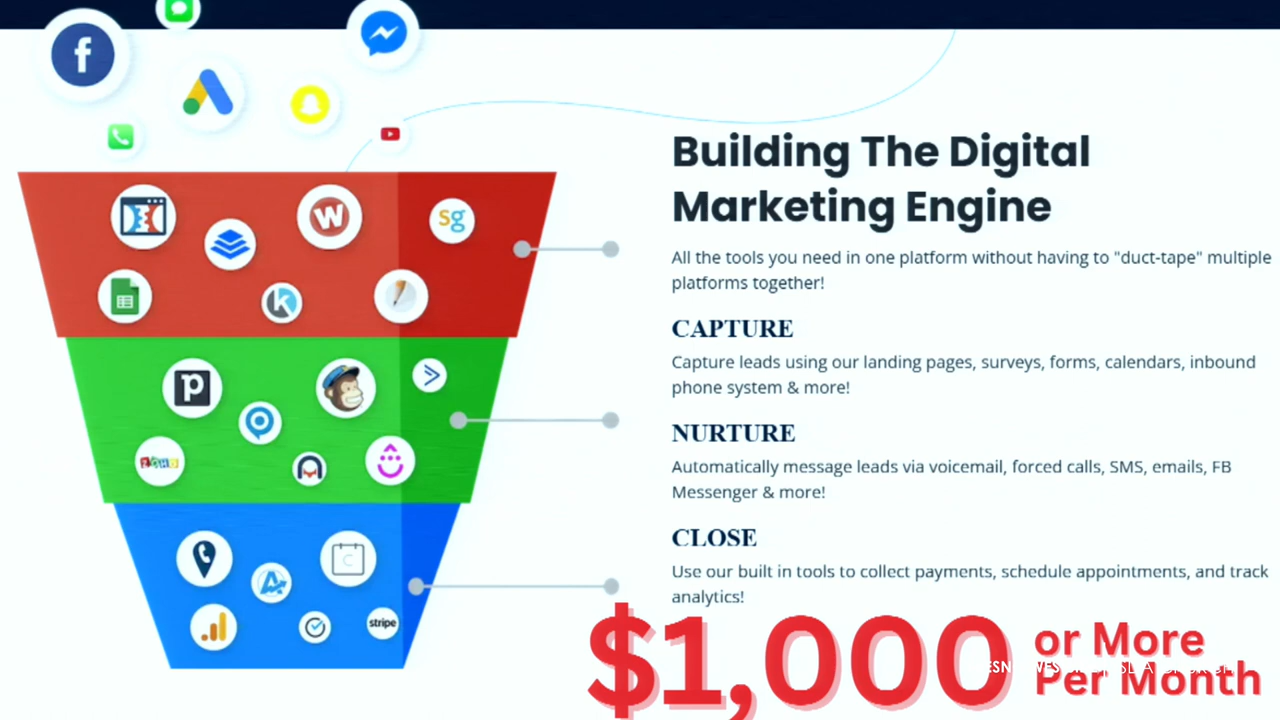 Building The Digital
Marketing Engine
All the tools you need in one platform without having to "duct-tape" multiple
platforms together!
CAPTURE
Capture leads using our landing pages, surveys, forms, calendars, inbound
phone system & more!
NURTURE
Automatically message leads via voicemail, forced calls, SMS, emails, FB
Messenger & more!
CLOSE
Use our built in tools to collect payments, schedule appointments, and track
analytics!
$1,000 or More
Per Month
f
W
sg
k
P
ZOHO
C
stripe